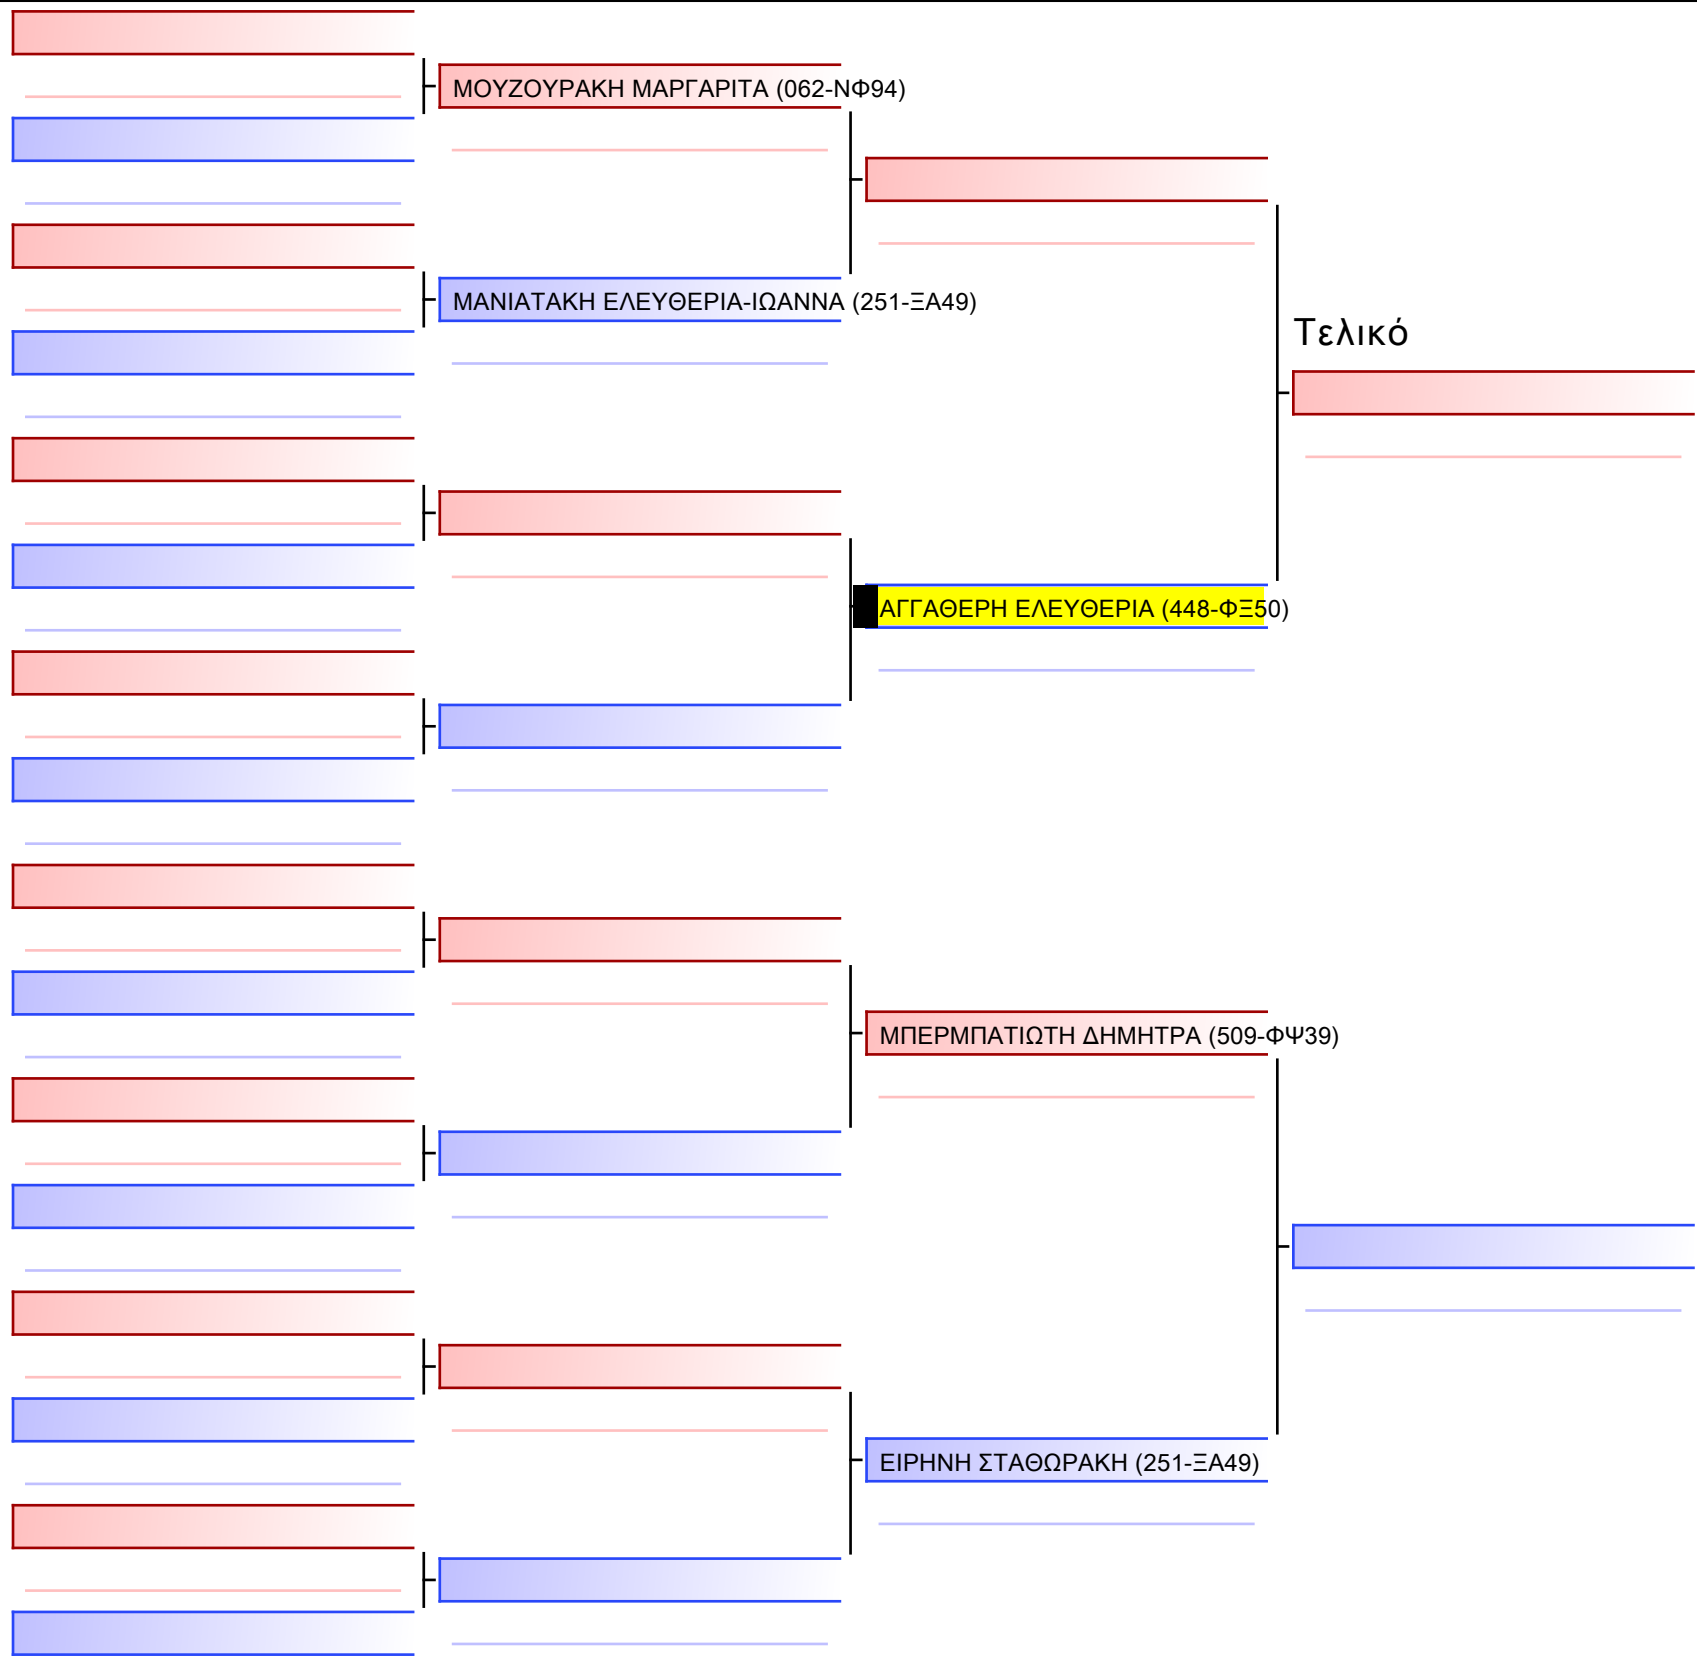 ΜΟΥΖΟΥΡΑΚΗ ΜΑΡΓΑΡΙΤΑ (062-ΝΦ94)
ΜΑΝΙΑΤΑΚΗ ΕΛΕΥΘΕΡΙΑ-ΙΩΑΝΝΑ (251-ΞΑ49)
Τελικό
ΑΓΓΑΘΕΡΗ ΕΛΕΥΘΕΡΙΑ (448-ΦΞ50)
ΜΠΕΡΜΠΑΤΙΩΤΗ ΔΗΜΗΤΡΑ (509-ΦΨ39)
ΕΙΡΗΝΗ ΣΤΑΘΩΡΑΚΗ (251-ΞΑ49)